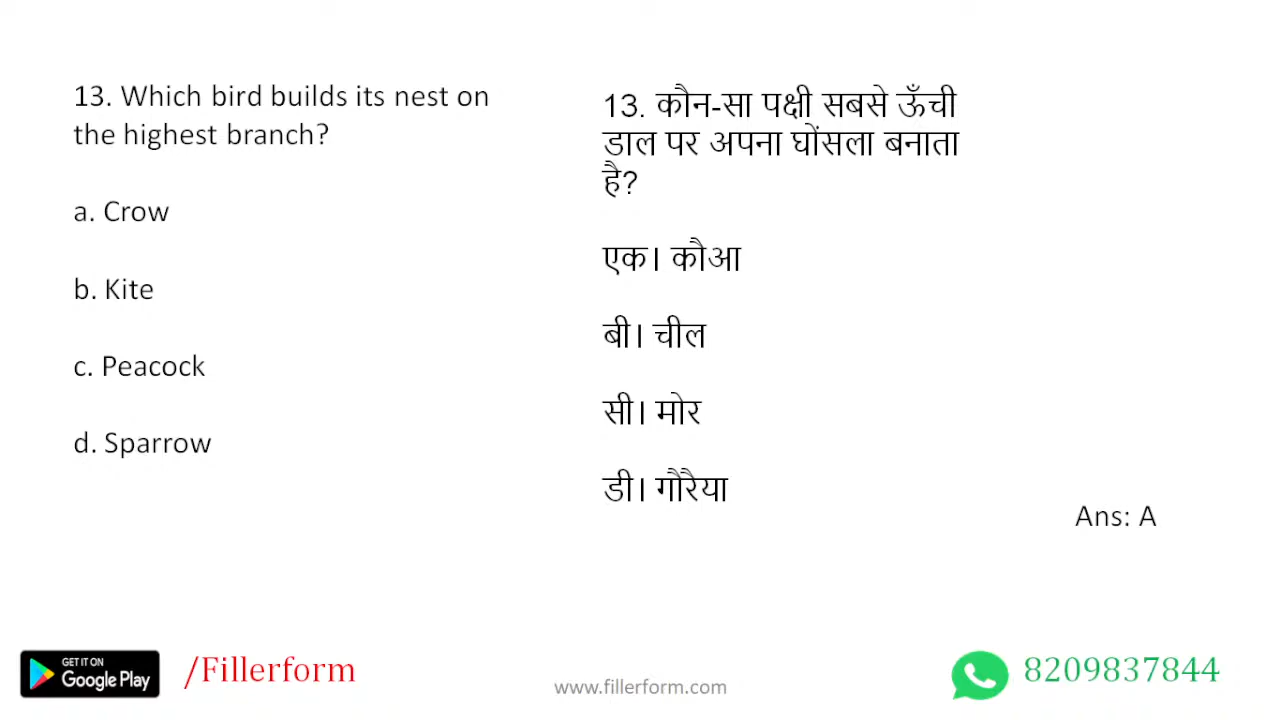 13. Which bird builds its nest on
the highest branch?
a. Crow
b. Kite
c. Peacock
d. Sparrow
13. कौन-सा पक्षी सबसे ऊँची
डाल पर अपना घोंसला बनाता
है?
एक। कौआ
बी। चील
सी। मोर
डी। गौरैया
Ans: A
GET IT ON
Google Play
/Fillerform
www.fillerform.com
8209837844